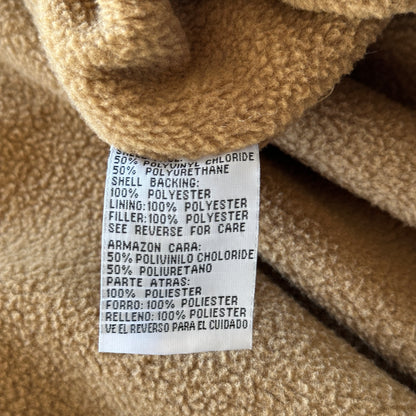 50% POLYVINYL CHLORIDE
50% POLYURETHANE
SHELL BACKING:
100% POLYESTER
LINING:100% POLYESTER
FILLER:100% POLYESTER
SEE REVERSE FOR CARE
ARMAZON CARA:
50% POLIVINILO CHOLORIDE
50% POLIURETANO
PARTE ATRAS:
100% POLIESTER
FORRO:100% POLIESTER
RELLENO:100% POLIESTER
VE EL REVERSO PARA EL CUIDADO